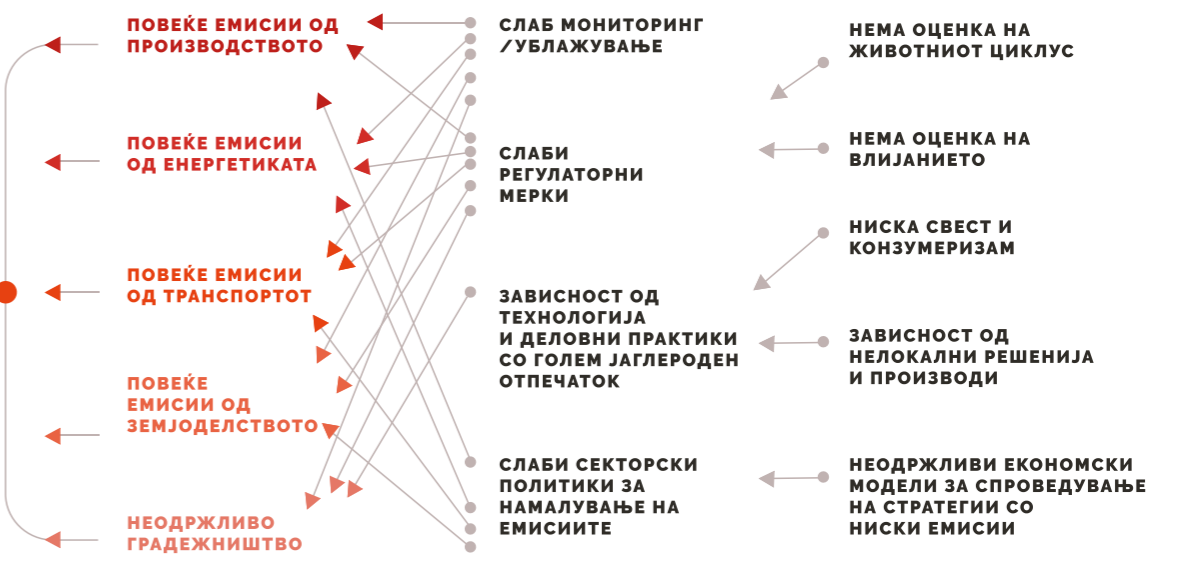 ПОВЕЌЕ ЕМИСИИ ОД
ПРОИЗВОДСТВОТО
ПОВЕЌЕ ЕМИСИИ
ОД ЕНЕРГЕТИКАТА
ПОВЕЌЕ ЕМИСИИ
ОД ТРАНСПОРТОТ
ПОВЕЌЕ
ЕМИСИИ ОД
ЗЕМЈОДЕЛСТВОТО
НЕОДРЖЛИВО
ГРАДЕЖНИШТВО
СЛАБ МОНИТОРИНГ
/УБЛАЖУВАЊЕ
СЛАБИ
РЕГУЛАТОРНИ
МЕРКИ
ЗАВИСНОСТ ОД
ТЕХНОЛОГИЈА
И ДЕЛОВНИ ПРАКТИКИ
СО ГОЛЕМ ЈАГЛЕРОДЕН
ОТПЕЧАТОК
СЛАБИ СЕКТОРСКИ
ПОЛИТИКИ ЗА
НАМАЛУВАЊЕ НА
ЕМИСИИТЕ
НЕМА ОЦЕНКА НА
ЖИВОТНИОТ ЦИКЛУС
НЕМА ОЦЕНКА НА
ВЛИЈАНИЕТО
НИСКА СВЕСТ И
КОНЗУМЕРИЗАМ
ЗАВИСНОСТ ОД
НЕЛОКАЛНИ РЕШЕНИЈА
И ПРОИЗВОДИ
НЕОДРЖЛИВИ ЕКОНОМСКИ
МОДЕЛИ ЗА СПРОВЕДУВАЊЕ
НА СТРАТЕГИИ СО
НИСКИ ЕМИСИИ